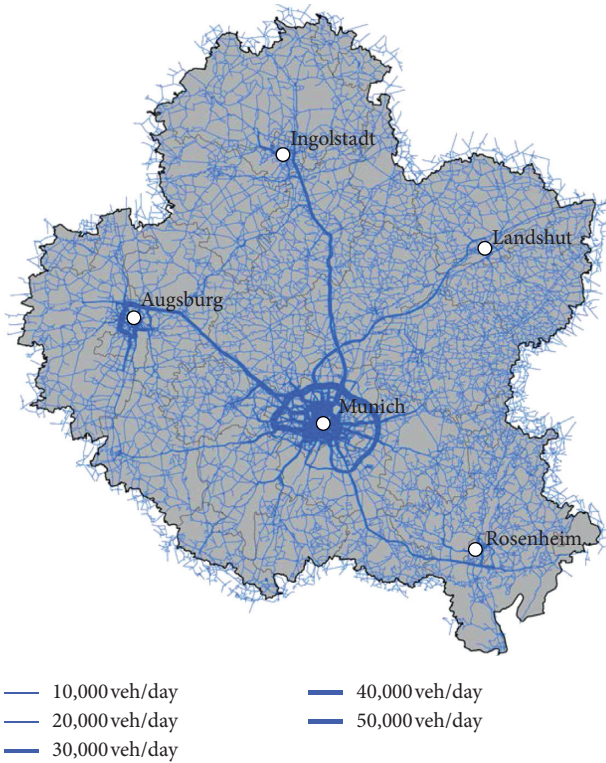 Ingolstadt
Landshut
Augsburg
Munich
Rosenheim
10,000 veh/day
20,000 veh/day
30,000 veh/day
40,000 veh/day
50,000 veh/day